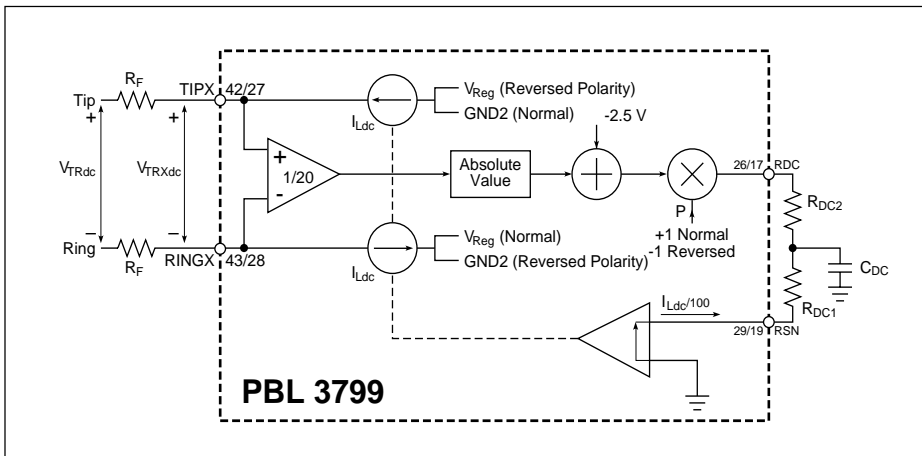 R_F
TIPX
42/27
Tip
+
+
V_TRdc
V_TRXdc
−
−
Ring
R_F
RINGX
43/28
I_Ldc
V_Reg (Reversed Polarity)
GND2 (Normal)
+
1/20
-
Absolute
Value
-2.5 V
P
+1 Normal
-1 Reversed
26/17
RDC
R_DC2
C_DC
R_DC1
I_Ldc
V_Reg (Normal)
GND2 (Reversed Polarity)
I_Ldc/100
29/19
RSN
PBL 3799